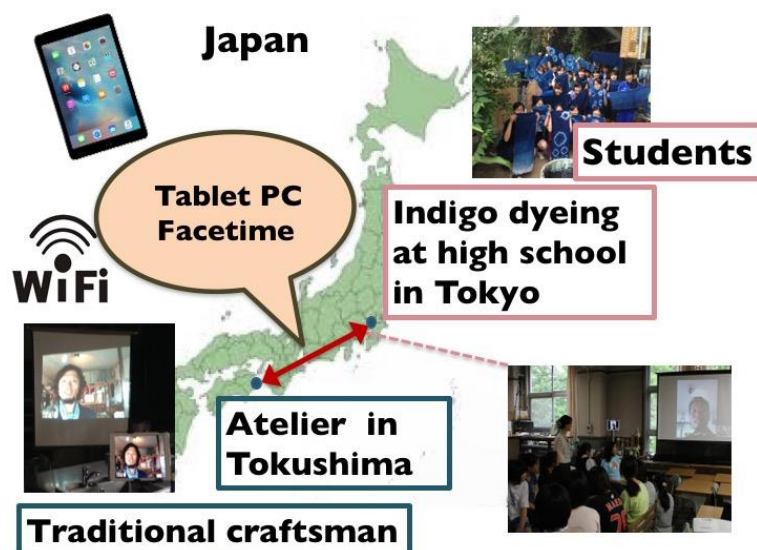 Japan
Students
Tablet PC
Facetime
Indigo dyeing
at high school
in Tokyo
WiFi
Atelier in
Tokushima
Traditional craftsman